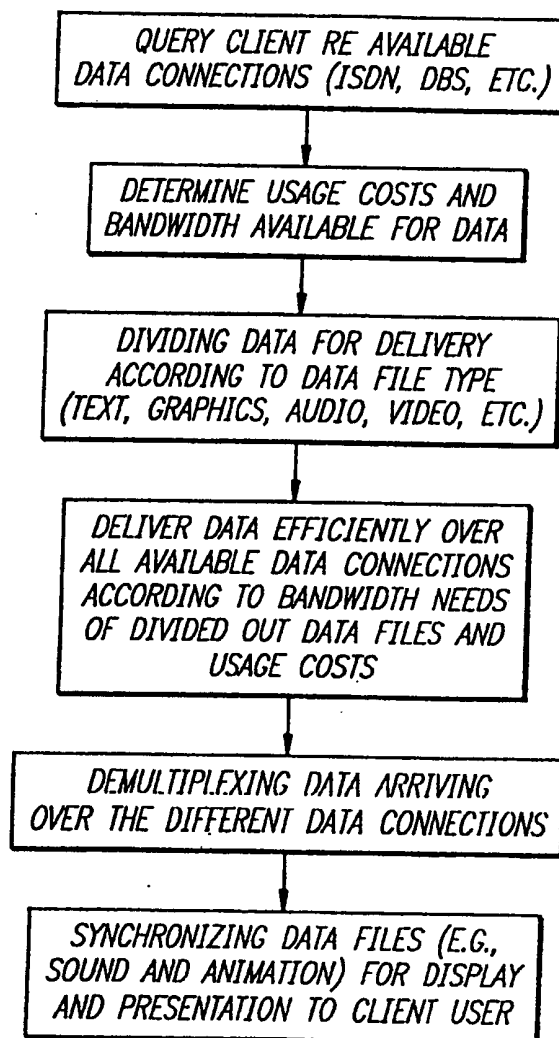 QUERY CLIENT RE AVAILABLE
DATA CONNECTIONS (ISDN, DBS, ETC.)
DETERMINE USAGE COSTS AND
BANDWIDTH AVAILABLE FOR DATA
DIVIDING DATA FOR DELIVERY
ACCORDING TO DATA FILE TYPE
(TEXT, GRAPHICS, AUDIO, VIDEO, ETC.)
DELIVER DATA EFFICIENTLY OVER
ALL AVAILABLE DATA CONNECTIONS
ACCORDING TO BANDWIDTH NEEDS
OF DIVIDED OUT DATA FILES AND
USAGE COSTS
DEMULTIPLEXING DATA ARRIVING
OVER THE DIFFERENT DATA CONNECTIONS
SYNCHRONIZING DATA FILES (E.G.,
SOUND AND ANIMATION) FOR DISPLAY
AND PRESENTATION TO CLIENT USER